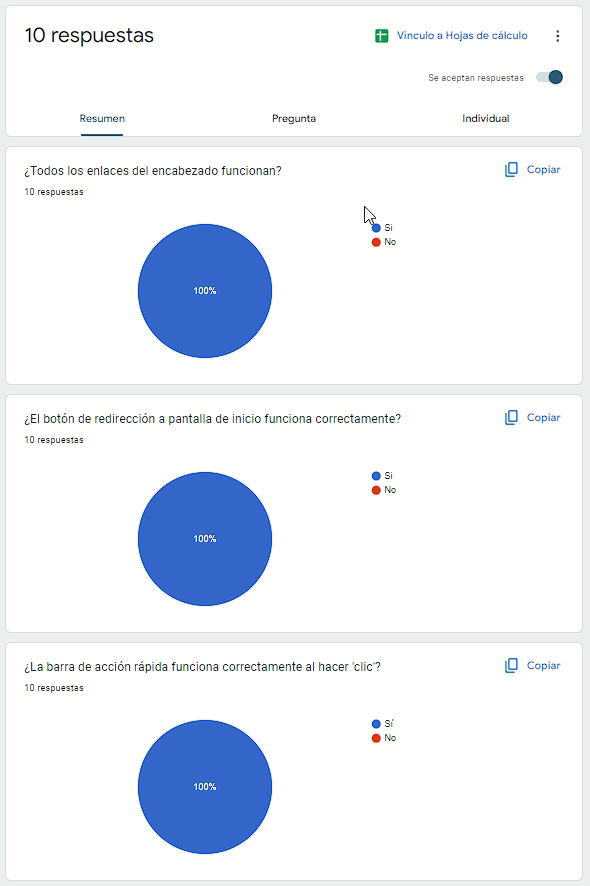 10 respuestas
Vínculo a Hojas de cálculo
Se aceptan respuestas
Resumen
Pregunta
Individual
¿Todos los enlaces del encabezado funcionan?
Copiar
10 respuestas
100%
Si
No
¿El botón de redirección a pantalla de inicio funciona correctamente?
Copiar
10 respuestas
100%
Si
No
¿La barra de acción rápida funciona correctamente al hacer 'clic'?
Copiar
10 respuestas
100%
Sí
No